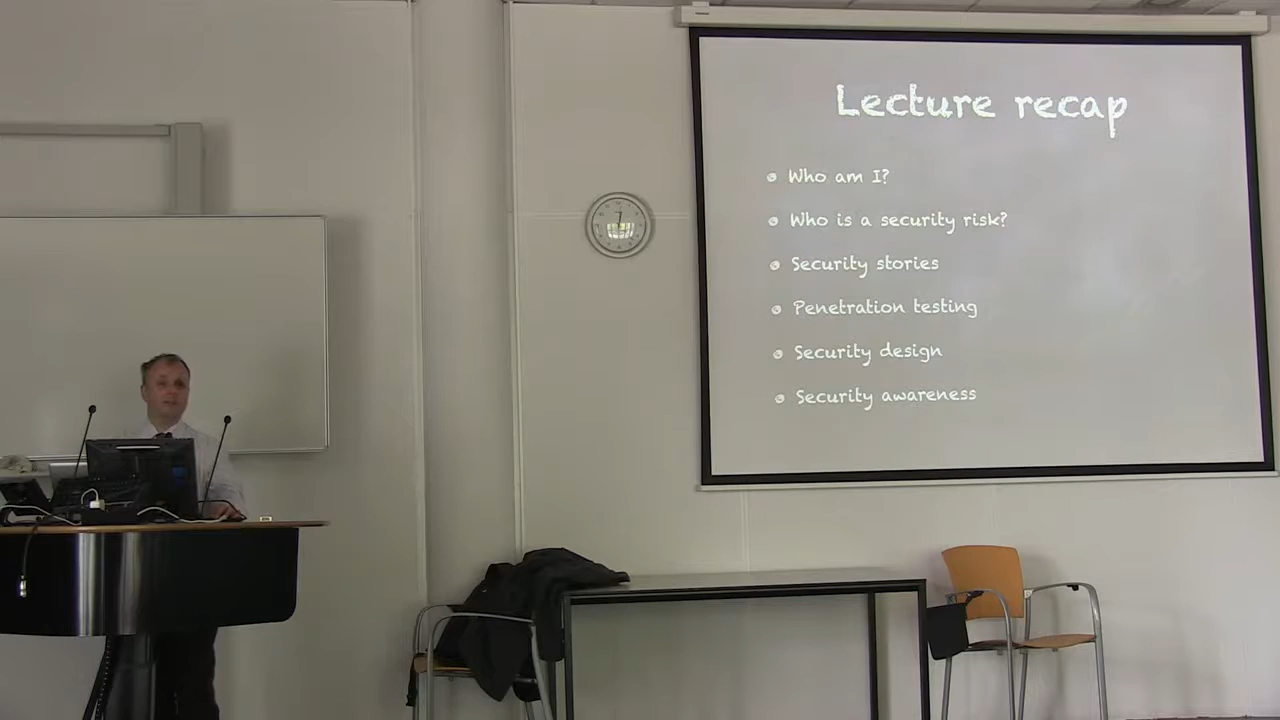 Lecture recap
Who am I?
Who is a security risk?
Security stories
Penetration testing
Security design
Security awareness